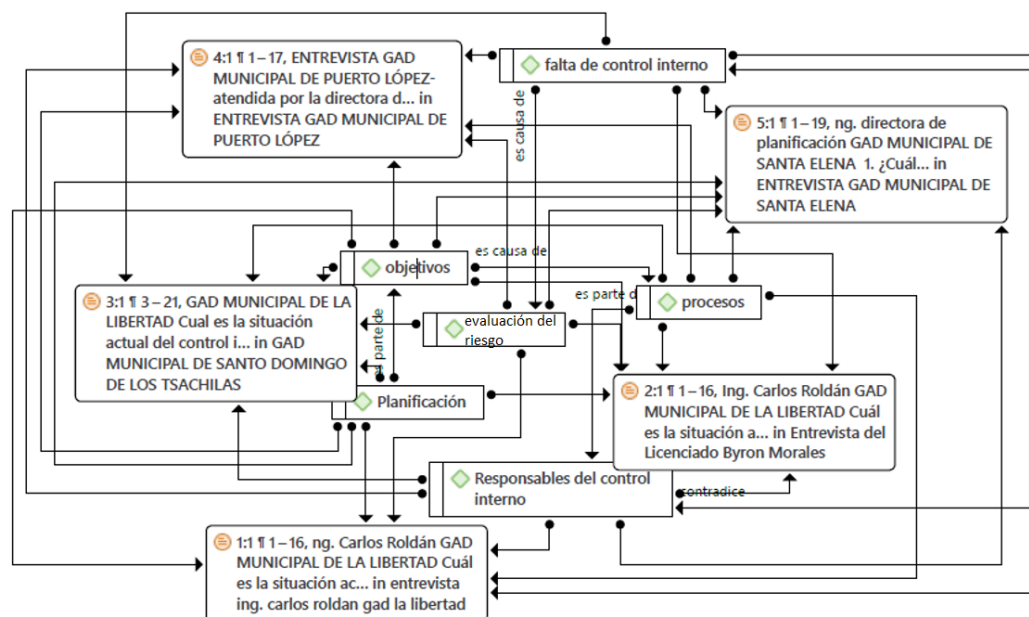 4:1 ¶ 1–17, ENTREVISTA GAD
MUNICIPAL DE PUERTO LÓPEZ-
atendida por la directora d... in
ENTREVISTA GAD MUNICIPAL DE
PUERTO LÓPEZ
falta de control interno
es causa de
5:1 ¶ 1–19, ng. directora de
planificación GAD MUNICIPAL DE
SANTA ELENA 1. ¿Cuál... in
ENTREVISTA GAD MUNICIPAL DE
SANTA ELENA
objetivos
es causa de
es parte d
procesos
3:1 ¶ 3–21, GAD MUNICIPAL DE LA
LIBERTAD Cual es la situación
actual del control i... in GAD
MUNICIPAL DE SANTO DOMINGO
DE LOS TSACHILAS
es parte de
evaluación del
riesgo
Planificación
2:1 ¶ 1–16, Ing. Carlos Roldán GAD
MUNICIPAL DE LA LIBERTAD Cuál
es la situación a... in Entrevista del
Licenciado Byron Morales
Responsables del control
interno
contradice
1:1 ¶ 1–16, ng. Carlos Roldán GAD
MUNICIPAL DE LA LIBERTAD Cuál
es la situación ac... in entrevista
ing. carlos roldan gad la libertad